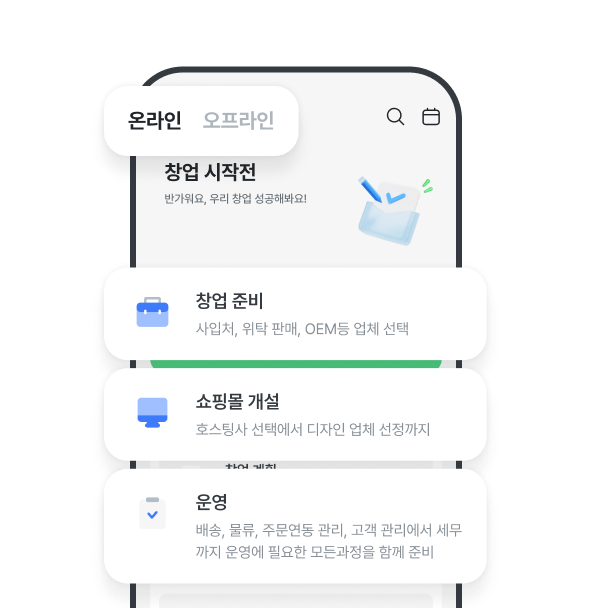 온라인 오프라인
창업 시작전
반가워요, 우리 창업 성공해봐요!
창업 준비
사입처, 위탁 판매, OEM등 업체 선택
쇼핑몰 개설
호스팅사 선택에서 디자인 업체 선정까지
창업 계획
운영
배송, 물류, 주문연동 관리, 고객 관리에서 세무
까지 운영에 필요한 모든과정을 함께 준비